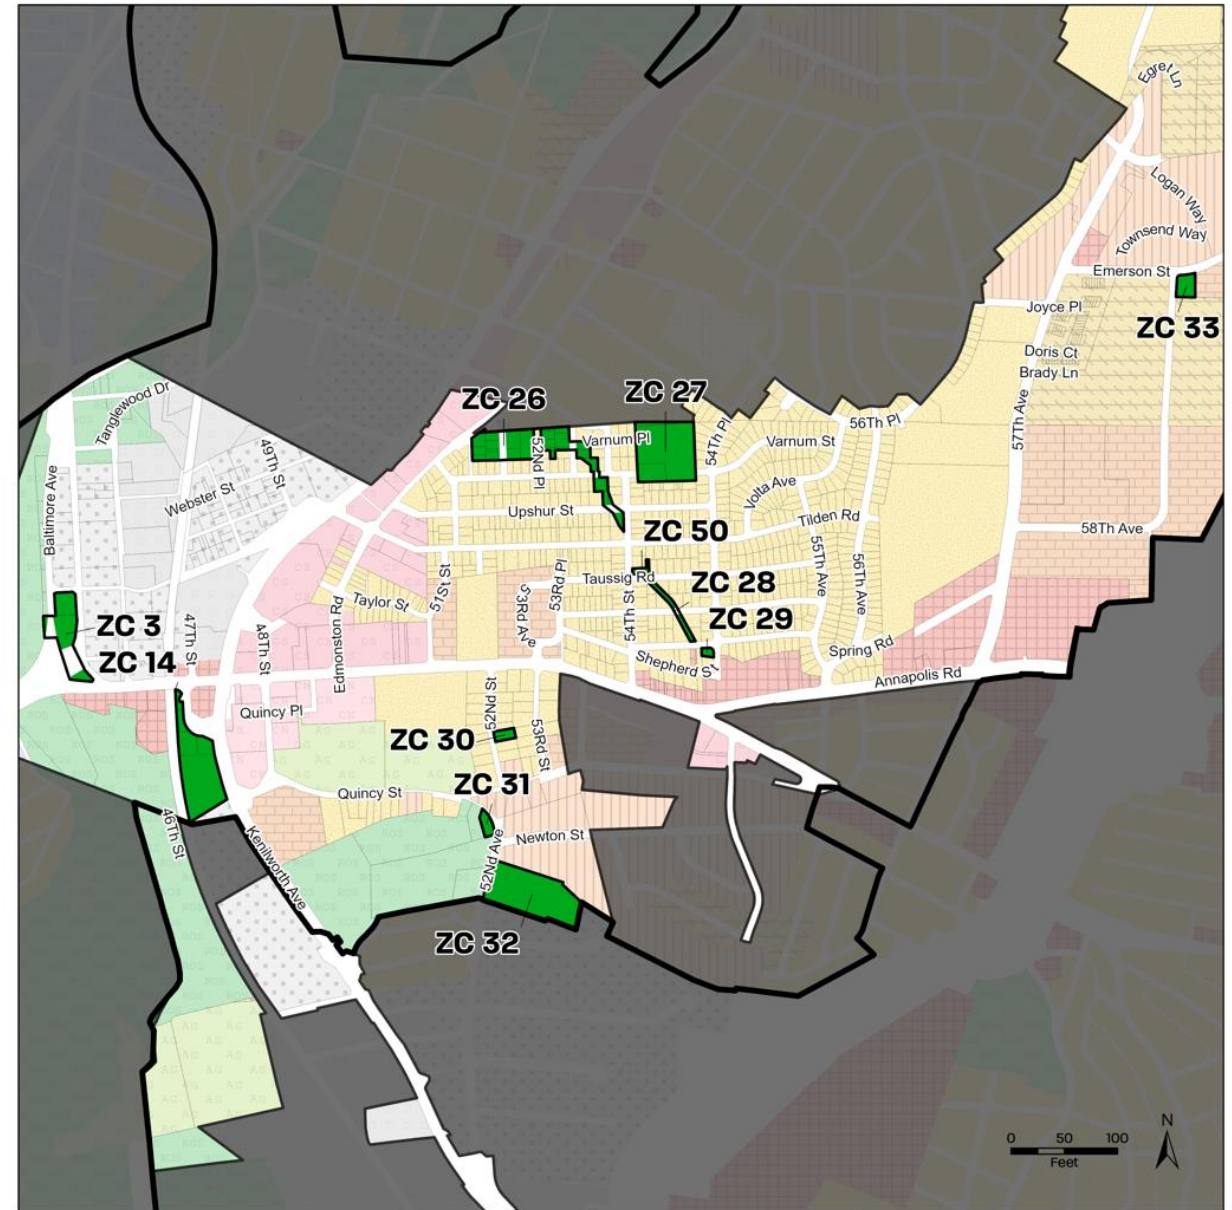 Egret Ln
Logan Way
Townsend Way
Emerson St
Joyce Pl
ZC 33
Doris Ct
Brady Ln
Tanglewood Dr
ZC 26
ZC 27
57Th Ave
56Th Pl
54Th Pl
Varnum Pl
Varnum St
49Th St
52Nd Pl
Baltimore Ave
Webster St
Volta Ave
Upshur St
Tilden Rd
ZC 50
58Th Ave
Taussig Rd
ZC 28
55Th Ave
56Th Ave
51St St
53Rd Pl
53Rd Ave
Taylor St
54Th St
ZC 29
ZC 3
47Th St
48Th St
Edmonston Rd
ZC 14
Shepherd St
Spring Rd
Annapolis Rd
Quincy Pl
52Nd St
53Rd St
ZC 30
ZC 31
Quincy St
46Th St
Kenilworth Ave
Newton St
52Nd Ave
ZC 32
N
0 50 100
Feet